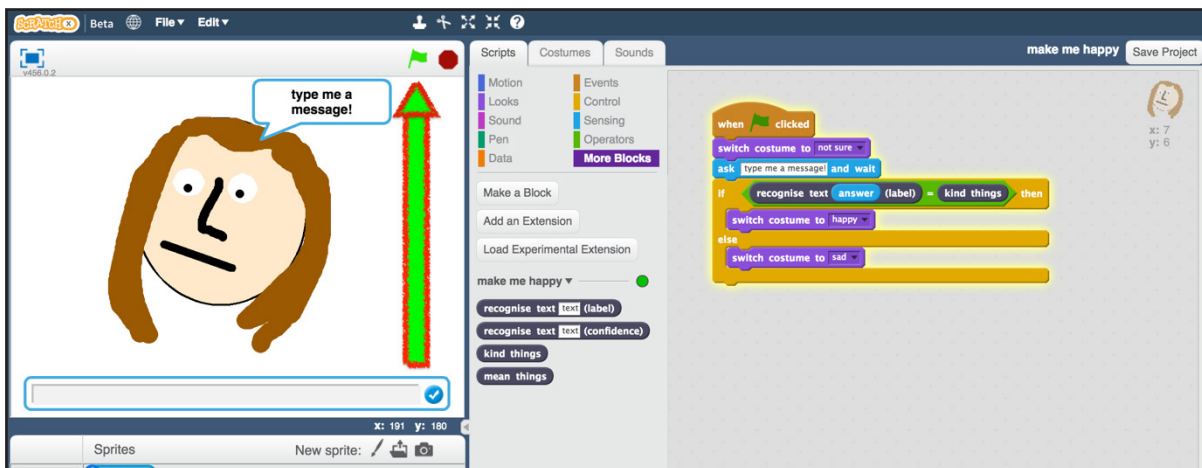 SCRATCHX Beta File▼ Edit▼
v456.0.2
type me a
message!
x: 191 y: 180
Sprites New sprite:
Scripts Costumes Sounds
Motion Events
Looks Control
Sound Sensing
Pen Operators
Data More Blocks
Make a Block
Add an Extension
Load Experimental Extension
make me happy▼
recognise text text (label)
recognise text text (confidence)
kind things
mean things
make me happy Save Project
when clicked
switch costume to not sure
ask type me a message! and wait
if recognise text answer (label) = kind things then
switch costume to happy
else
switch costume to sad
x: 7
y: 6